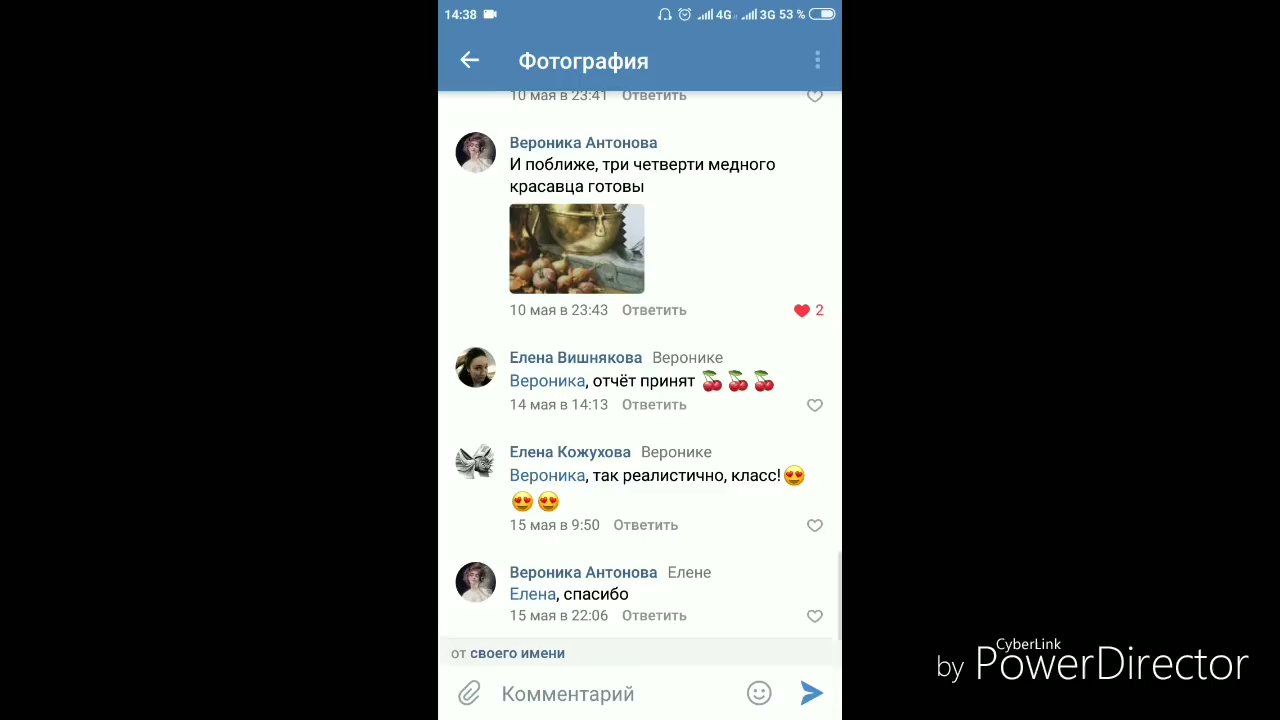 14:38 4G 3G 53 %
Фотография
10 мая в 23:41 Ответить
Вероника Антонова
И поближе, три четверти медного
красавца готовы
10 мая в 23:43 Ответить 2
Елена Вишнякова Веронике
Вероника, отчёт принят 🍒🍒🍒
14 мая в 14:13 Ответить
Елена Кожухова Веронике
Вероника, так реалистично, класс!😍
😍😍
15 мая в 9:50 Ответить
Вероника Антонова Елене
Елена, спасибо
15 мая в 22:06 Ответить
от своего имени
Комментарий
CyberLink
by PowerDirector